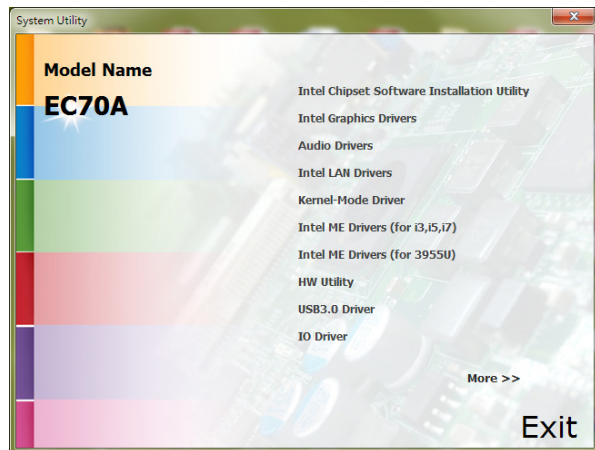 System Utility
Model Name
EC70A
Intel Chipset Software Installation Utility
Intel Graphics Drivers
Audio Drivers
Intel LAN Drivers
Kernel-Mode Driver
Intel ME Drivers (for i3,i5,i7)
Intel ME Drivers (for 3955U)
HW Utility
USB3.0 Driver
IO Driver
More >>
Exit